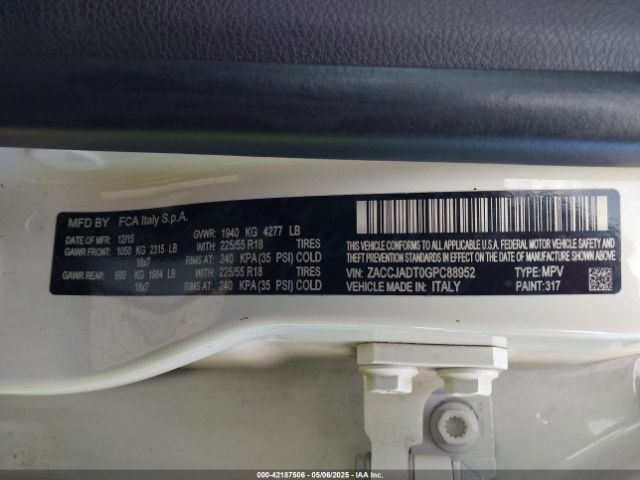 MFD BY FCA Italy S.p.A.
DATE OF MFR: 12/15 GVWR: 1940 KG 4277 LB
GAWR FRONT: 1050 KG 2315 LB WITH 225/55 R18 TIRES
18x7 RIMS AT: 240 KPA (35 PSI) COLD
GAWR REAR: 900 KG 1984 LB WITH 225/55 R18 TIRES
18x7 RIMS AT: 240 KPA (35 PSI) COLD
THIS VEHICLE CONFORMS TO ALL APPLICABLE FEDERAL MOTOR VEHICLE SAFETY, BUMPER, AND
THEFT PREVENTION STANDARDS IN EFFECT ON THE DATE OF MANUFACTURE SHOWN ABOVE.
VIN: ZACCJADT0GPC88952 TYPE: MPV
VEHICLE MADE IN: ITALY PAINT: 317
000-42187506 - 05/06/2025 - IAAI.COM